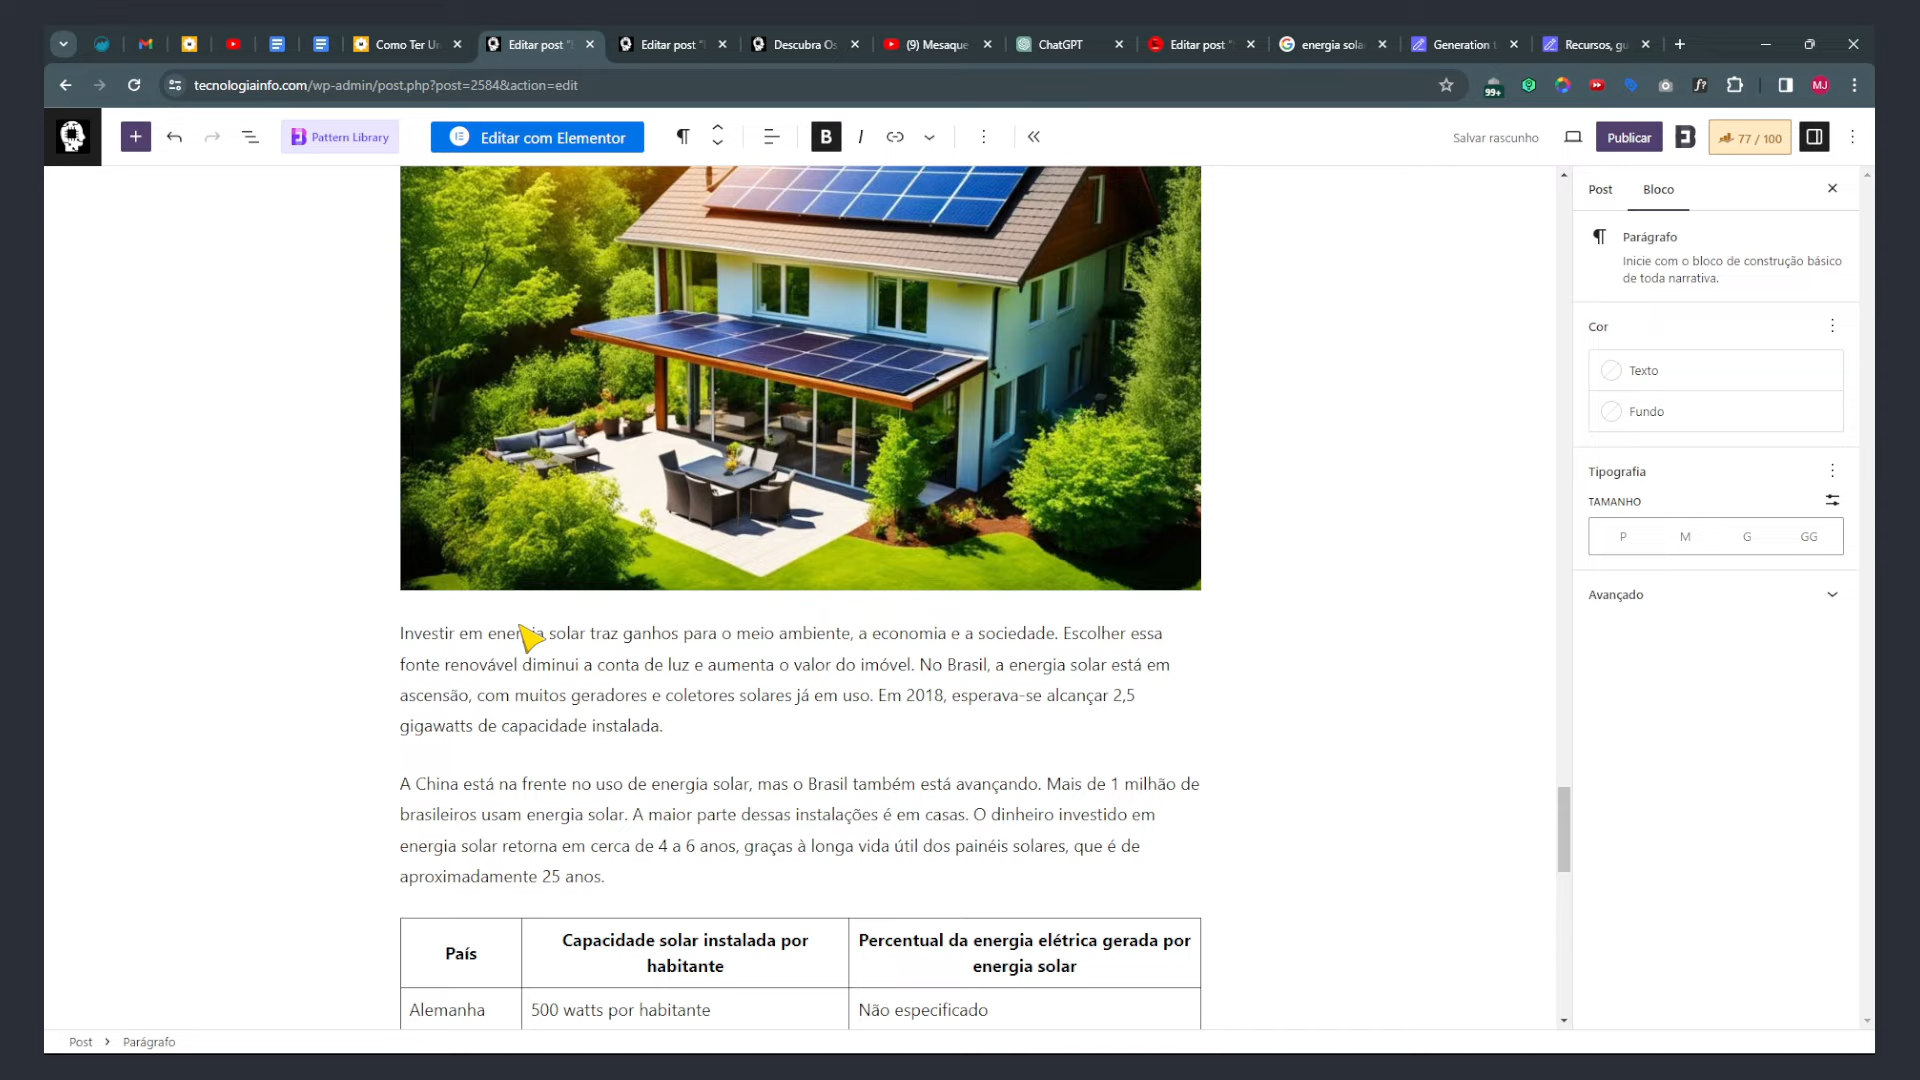 Como Ter Un
Editar post "
Editar post "
Descubra Os
(9) Mesaque
ChatGPT
Editar post "
energia sola
Generation t
Recursos, gu
tecnologiainfo.com/wp-admin/post.php?post=2584&action=edit
99+
f?
MJ
Pattern Library
Editar com Elementor
B
I
Salvar rascunho
Publicar
77 / 100
Post
Bloco
Parágrafo
Inicie com o bloco de construção básico
de toda narrativa.
Cor
Texto
Fundo
Tipografia
TAMANHO
P
M
G
GG
Avançado
Investir em energia solar traz ganhos para o meio ambiente, a economia e a sociedade. Escolher essa
fonte renovável diminui a conta de luz e aumenta o valor do imóvel. No Brasil, a energia solar está em
ascensão, com muitos geradores e coletores solares já em uso. Em 2018, esperava-se alcançar 2,5
gigawatts de capacidade instalada.
A China está na frente no uso de energia solar, mas o Brasil também está avançando. Mais de 1 milhão de
brasileiros usam energia solar. A maior parte dessas instalações é em casas. O dinheiro investido em
energia solar retorna em cerca de 4 a 6 anos, graças à longa vida útil dos painéis solares, que é de
aproximadamente 25 anos.
País
Capacidade solar instalada por
habitante
Percentual da energia elétrica gerada por
energia solar
Alemanha
500 watts por habitante
Não especificado
Post
Parágrafo